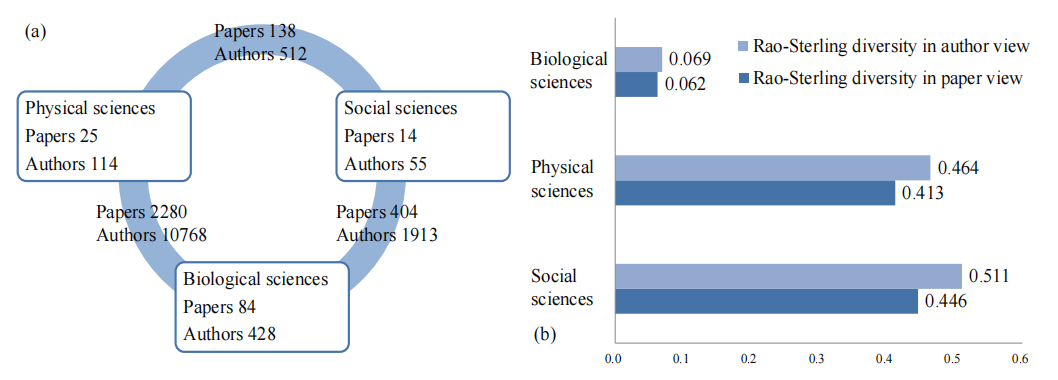 (a)
Papers 138
Authors 512
Physical sciences
Papers 25
Authors 114
Social sciences
Papers 14
Authors 55
Papers 2280
Authors 10768
Papers 404
Authors 1913
Biological sciences
Papers 84
Authors 428
Rao-Sterling diversity in author view
Rao-Sterling diversity in paper view
Biological
sciences
0.069
0.062
Physical
sciences
0.464
0.413
Social
sciences
0.511
0.446
(b)
0.0 0.1 0.2 0.3 0.4 0.5 0.6